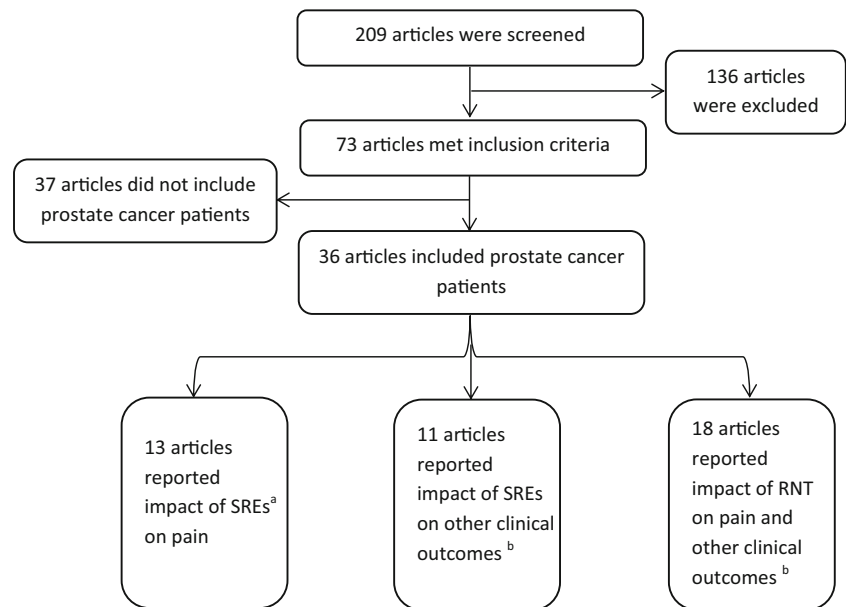 209 articles were screened
136 articles
were excluded
73 articles met inclusion criteria
37 articles did not include
prostate cancer patients
36 articles included prostate cancer
patients
13 articles
reported
impact of SREsᵃ
on pain
11 articles
reported
impact of SREs
on other clinical
outcomes ᵇ
18 articles
reported
impact of RNT
on pain and
other clinical
outcomes ᵇ